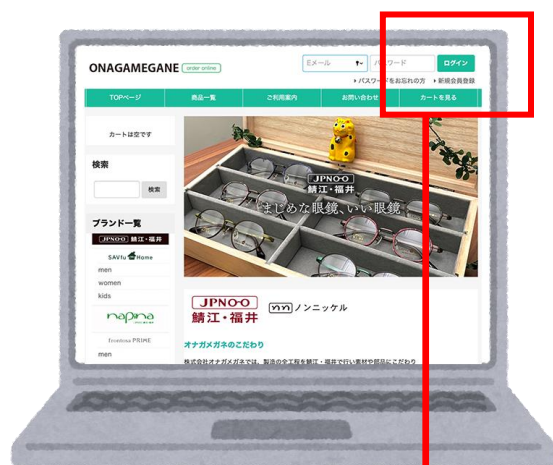 ONAGAMEGANE order online
Eメール
パスワード
ログイン
パスワードをお忘れの方
新規会員登録
TOPページ
商品一覧
ご利用案内
お問い合わせ
カートを見る
カートは空です
検索
検索
ブランド一覧
JPNO 鯖江・福井
SAVfu Home
men
women
kids
napina
frontone PRIME
men
JPNO
鯖江・福井
まじめな眼鏡、いい眼鏡
JPNO
鯖江・福井
ノンニッケル
オナガメガネのこだわり
株式会社オナガメガネでは、製造の全工程を鯖江・福井で行い素材や部品にこだわり